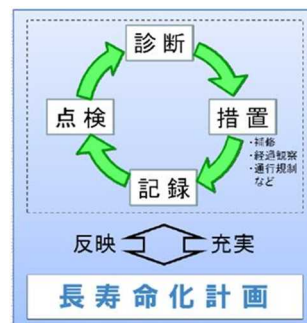 診断
点検
措置
・補修
・経過観察
・通行規制
など
記録
反映
充実
長寿命化計画